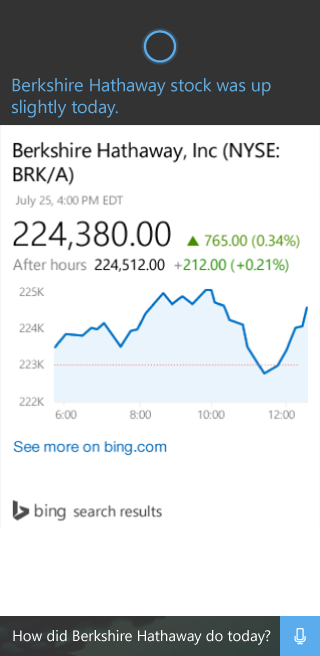 Berkshire Hathaway stock was up
slightly today.
Berkshire Hathaway, Inc (NYSE:
BRK/A)
July 25, 4:00 PM EDT
224,380.00 ▲ 765.00 (0.34%)
After hours 224,512.00 +212.00 (+0.21%)
225K
224K
223K
222K
6:00 8:00 10:00 12:00
See more on bing.com
bing search results
How did Berkshire Hathaway do today?